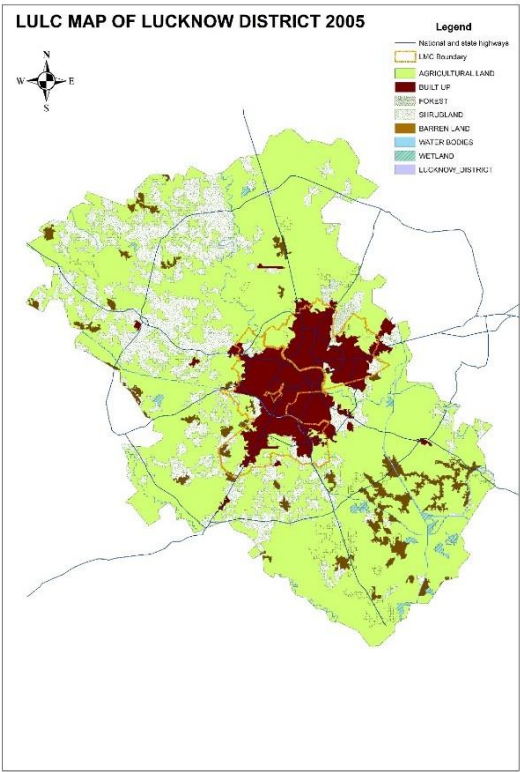 LULC MAP OF LUCKNOW DISTRICT 2005
N
W E
S
Legend
National and state highways
LMC Boundary
AGRICULTURAL LAND
BUILT UP
FOREST
SHRUBLAND
BARREN LAND
WATER BODIES
WETLAND
LUCKNOW_DISTRICT